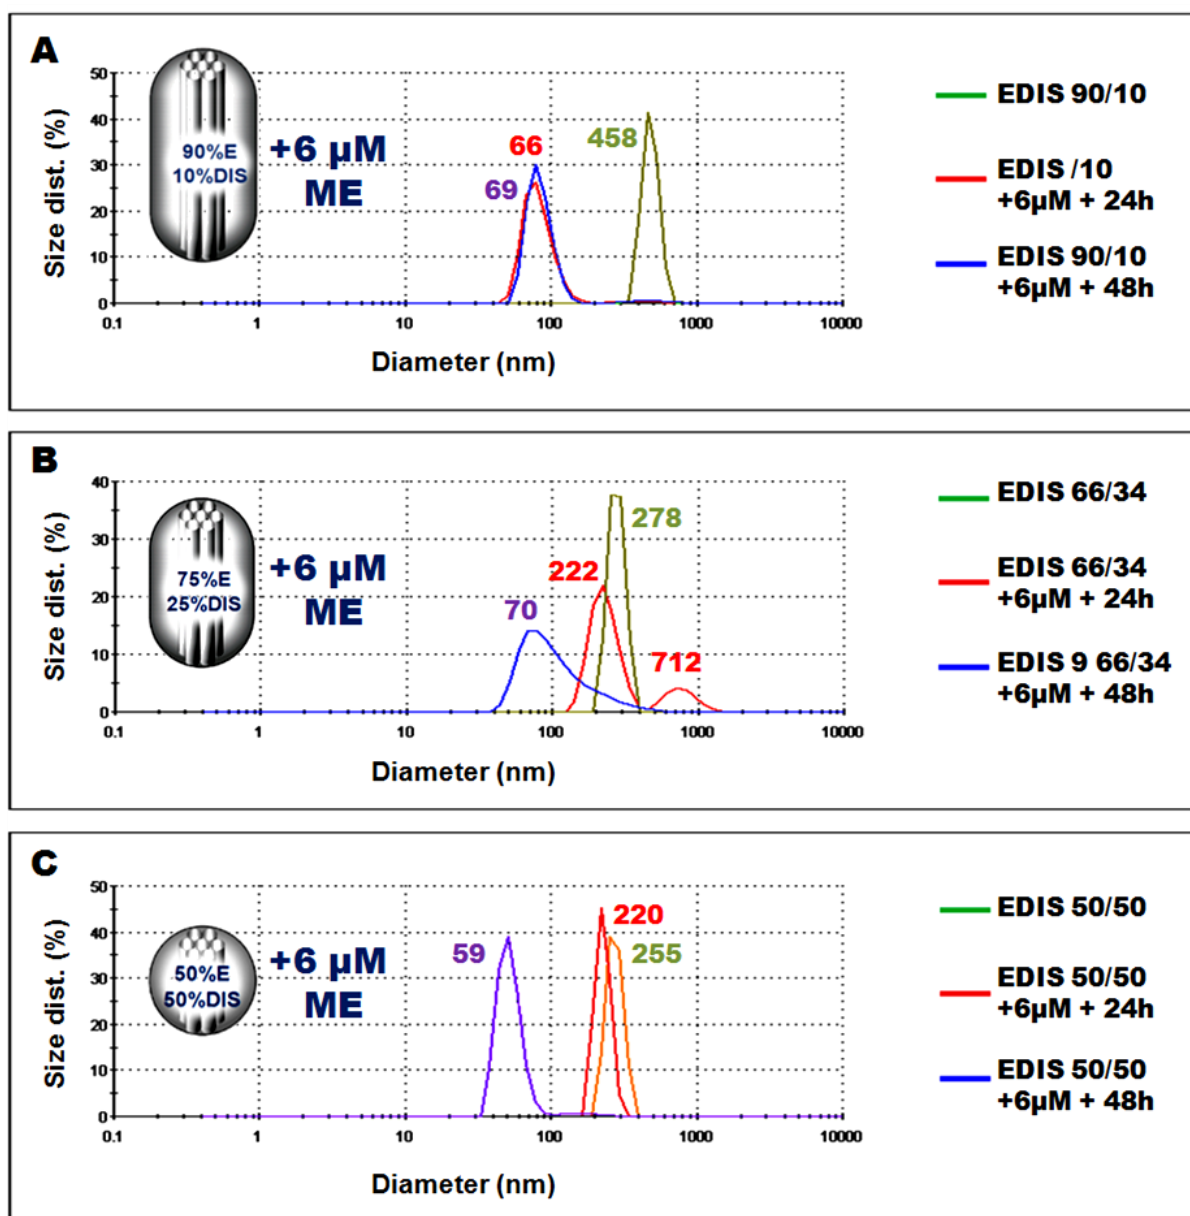 A
Size dist. (%)
50
40
30
20
10
0
90%E
10%DIS
+6 µM
ME
66
69
458
0.1
1
10
100
1000
10000
Diameter (nm)
EDIS 90/10
EDIS /10
+6µM + 24h
EDIS 90/10
+6µM + 48h
B
Size dist. (%)
40
30
20
10
0
75%E
25%DIS
+6 µM
ME
278
222
70
712
0.1
1
10
100
1000
10000
Diameter (nm)
EDIS 66/34
EDIS 66/34
+6µM + 24h
EDIS 9 66/34
+6µM + 48h
C
Size dist. (%)
50
40
30
20
10
0
50%E
50%DIS
+6 µM
ME
59
220
255
0.1
1
10
100
1000
10000
Diameter (nm)
EDIS 50/50
EDIS 50/50
+6µM + 24h
EDIS 50/50
+6µM + 48h